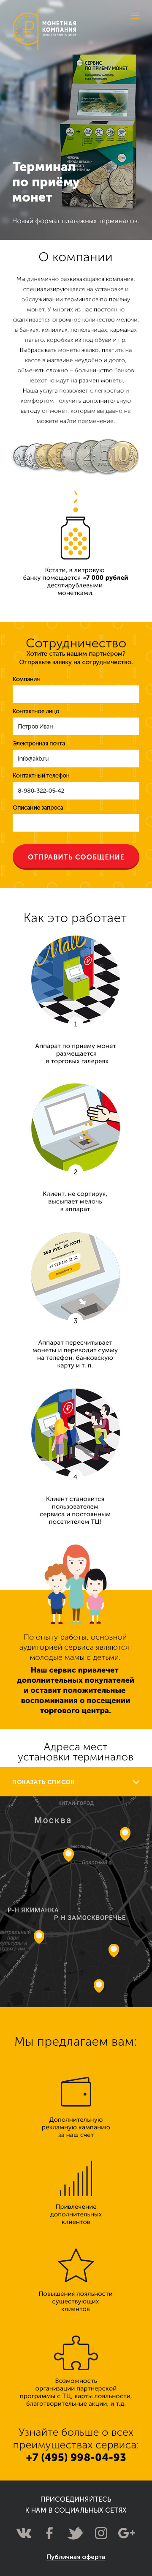 МОНЕТНАЯ
КОМПАНИЯ
СЕРВИС
ПО ПРИЕМУ МОНЕТ
Терминал
по приёму
монет
Новый формат платежных терминалов.
О компании
Мы динамично развивающаяся компания,
специализирующаяся на установке и
обслуживании терминалов по приему
монет. У многих из нас постоянно
скапливается огромное количество мелочи
в банках, копилках, пепельницах, карманах
пальто, коробках из под обуви и пр.
Выбрасывать монеты жалко, платить на
кассе в магазине неудобно и долго,
обменять сложно – большинство банков
неохотно идут на размен монеты.
Наша услуга позволяет с легкостью и
комфортом получить дополнительную
выгоду от монет, которым вы давно не
можете найти применение.
Кстати, в литровую
банку помещается ≈7 000 рублей
десятирублевыми
монетками.
Сотрудничество
Хотите стать нашим партнёром?
Отправьте заявку на сотрудничество.
Компания
Контактное лицо
Петров Иван
Электронная почта
info@akb.ru
Контактный телефон
8-980-322-05-42
Описание запроса
ОТПРАВИТЬ СООБЩЕНИЕ
Как это работает
Mall
1
Аппарат по приему монет
размещается
в торговых галереях
2
Клиент, не сортируя,
высыпает мелочь
в аппарат
362 РУБ. 25 КОП.
+7 999 191 31 31
3
Аппарат пересчитывает
монеты и переводит сумму
на телефон, банковскую
карту и т. п.
4
Клиент становится
пользователем
сервиса и постоянным
посетителем ТЦ!
По опыту работы, основной
аудиторией сервиса являются
молодые мамы с детьми.
Наш сервис привлечет
дополнительных покупателей
и оставит положительные
воспоминания о посещении
торгового центра.
Адреса мест
установки терминалов
ПОКАЗАТЬ СПИСОК
КИТАЙ-ГОРОД
Москва
Р-Н ЯКИМАНКА
Р-Н ЗАМОСКВОРЕЧЬЕ
Мы предлагаем вам:
Дополнительную
рекламную кампанию
за наш счет
Привлечение
дополнительных
клиентов
Повышения лояльности
существующих
клиентов
Возможность
организации партнерской
программы с ТЦ, карты лояльности,
благотворительные акции, и т.д.
Узнайте больше о всех
преимуществах сервиса:
+7 (495) 998-04-93
ПРИСОЕДИНЯЙТЕСЬ
К НАМ В СОЦИАЛЬНЫХ СЕТЯХ
Публичная оферта